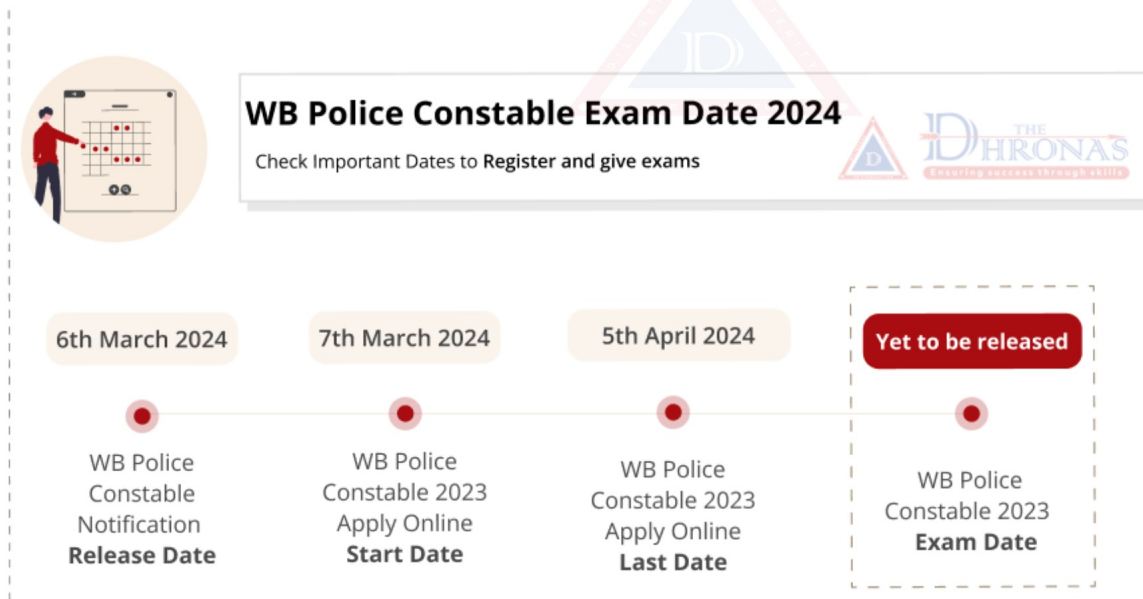 WB Police Constable Exam Date 2024
Check Important Dates to Register and give exams
D
D
THE
DHRONAS
Ensuring success through skills
6th March 2024
7th March 2024
5th April 2024
Yet to be released
WB Police
Constable
Notification
Release Date
WB Police
Constable 2023
Apply Online
Start Date
WB Police
Constable 2023
Apply Online
Last Date
WB Police
Constable 2023
Exam Date